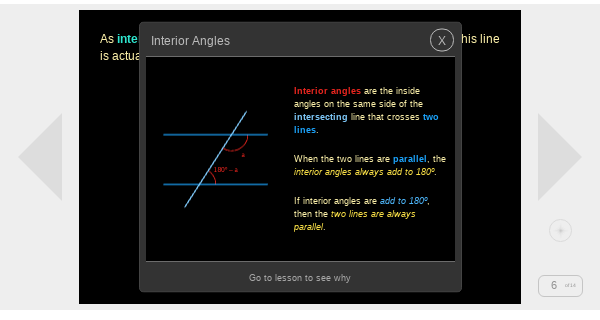 As inte
his line
is actua
Interior Angles
X
Interior angles are the inside
angles on the same side of the
intersecting line that crosses two
lines.
When the two lines are parallel, the
interior angles always add to 180º.
If interior angles are add to 180º,
then the two lines are always
parallel.
a
180° – a
Go to lesson to see why
6 of 14